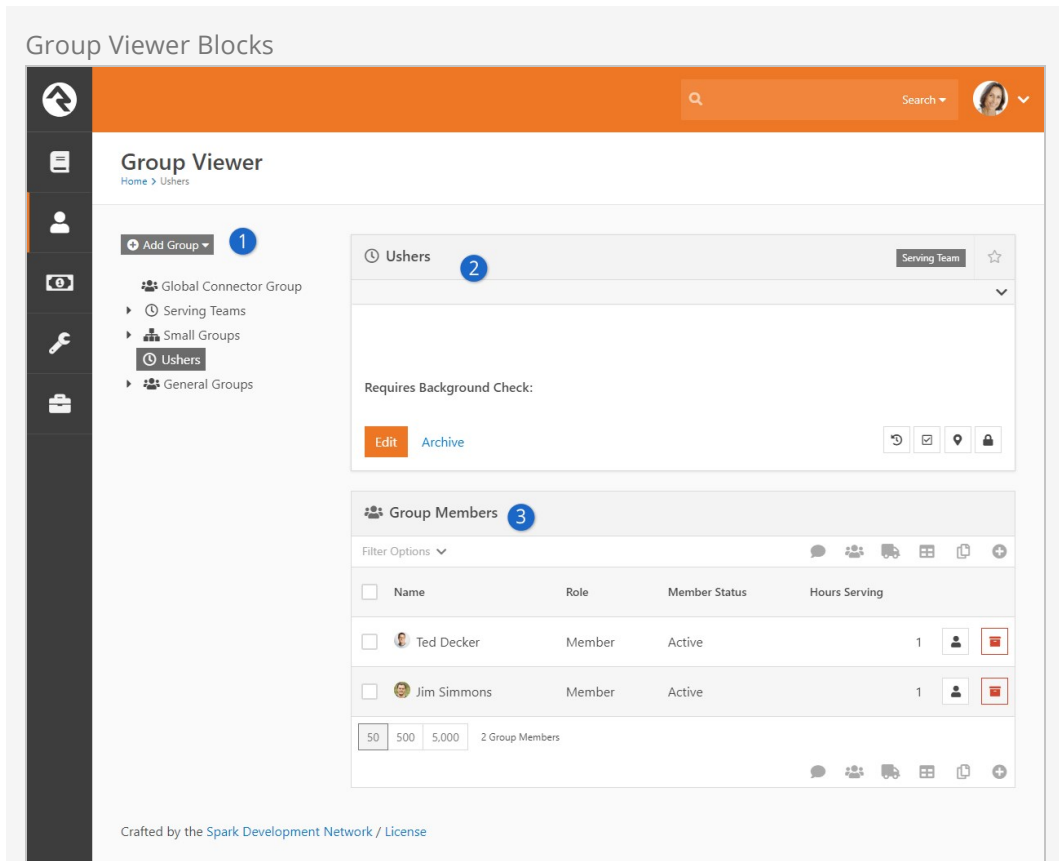 Group Viewer Blocks
Search
Group Viewer
Home > Ushers
Add Group
1
Global Connector Group
Serving Teams
Small Groups
Ushers
General Groups
Ushers
2
Serving Team
Requires Background Check:
Edit Archive
Group Members
3
Filter Options
Name Role Member Status Hours Serving
Ted Decker Member Active 1
Jim Simmons Member Active 1
50 500 5,000 2 Group Members
Crafted by the Spark Development Network / License